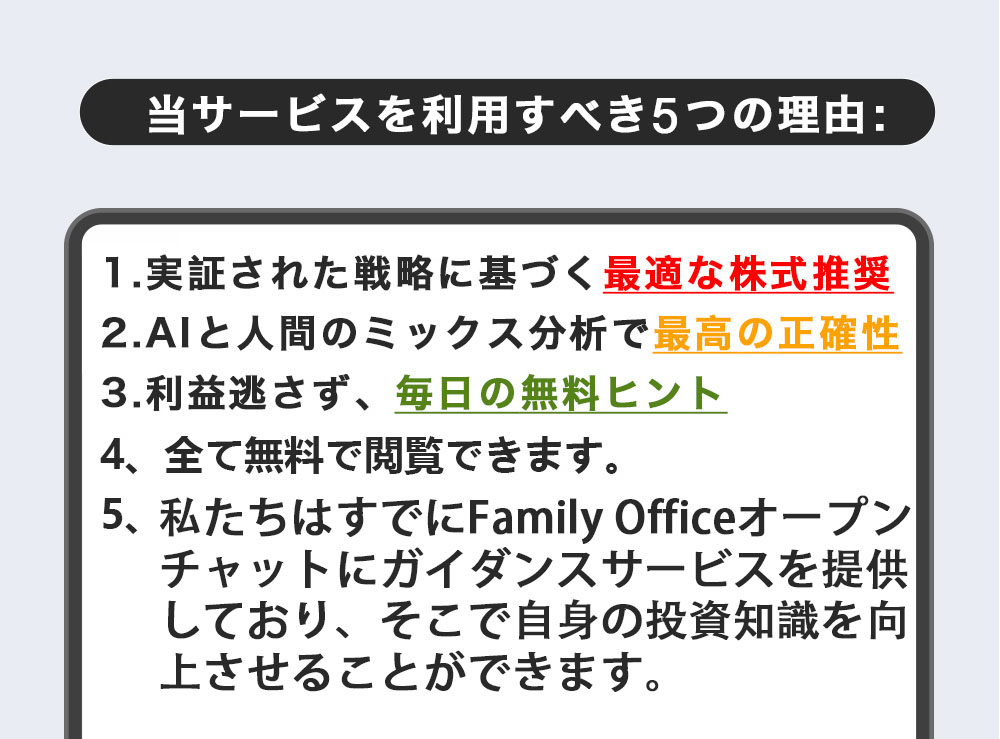 当サービスを利用すべき5つの理由:
1.実証された戦略に基づく最適な株式推奨
2.AIと人間のミックス分析で最高の正確性
3.利益逃さず、毎日の無料ヒント
4、全て無料で閲覧できます。
5、私たちはすでにFamily Officeオープン
チャットにガイダンスサービスを提供
しており、そこで自身の投資知識を向
上させることができます。